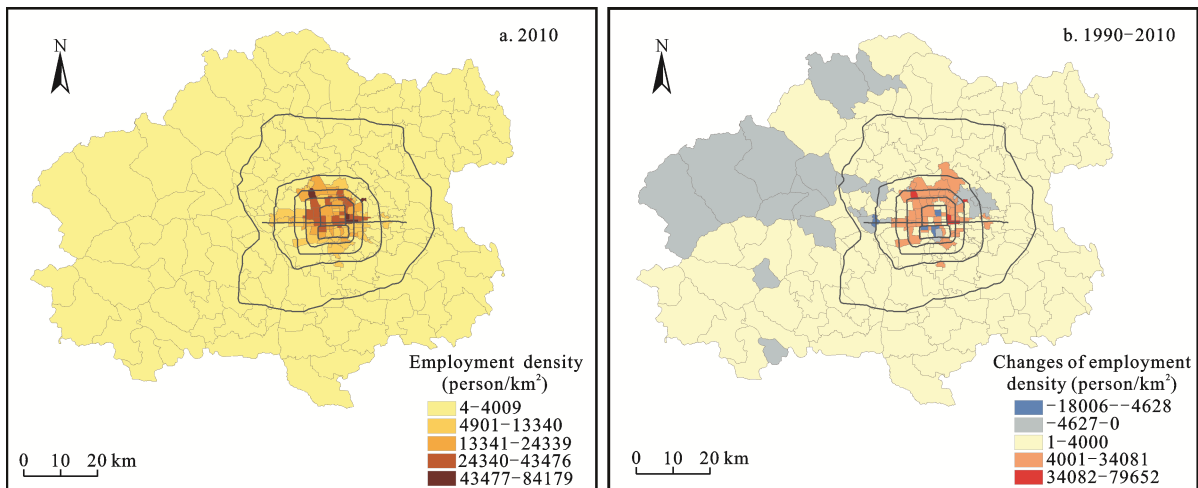 a. 2010
N
Employment density
(person/km²)
4-4009
4901-13340
13341-24339
24340-43476
43477-84179
0 10 20 km
b. 1990-2010
N
Changes of employment
density (person/km²)
-18006--4628
-4627-0
1-4000
4001-34081
34082-79652
0 10 20 km